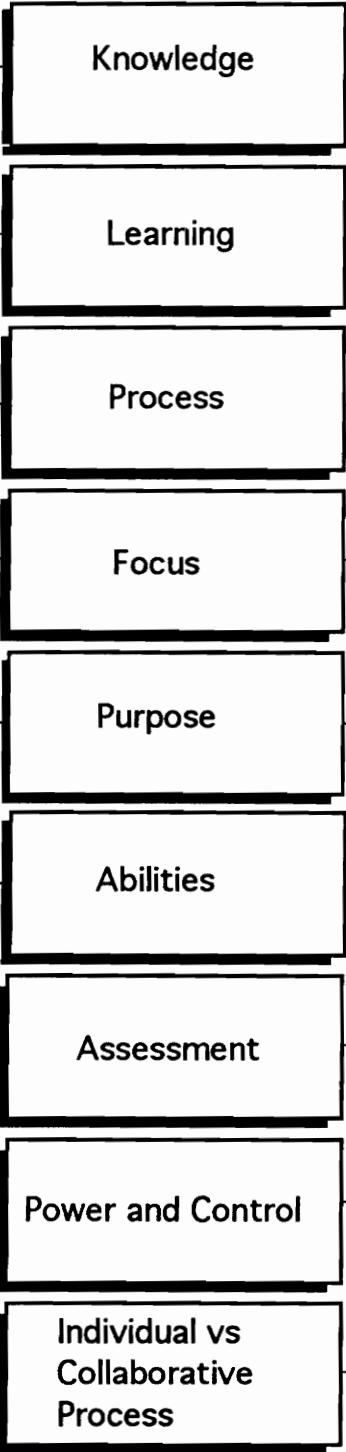 Knowledge
Learning
Process
Focus
Purpose
Abilities
Assessment
Power and Control
Individual vs
Collaborative
Process